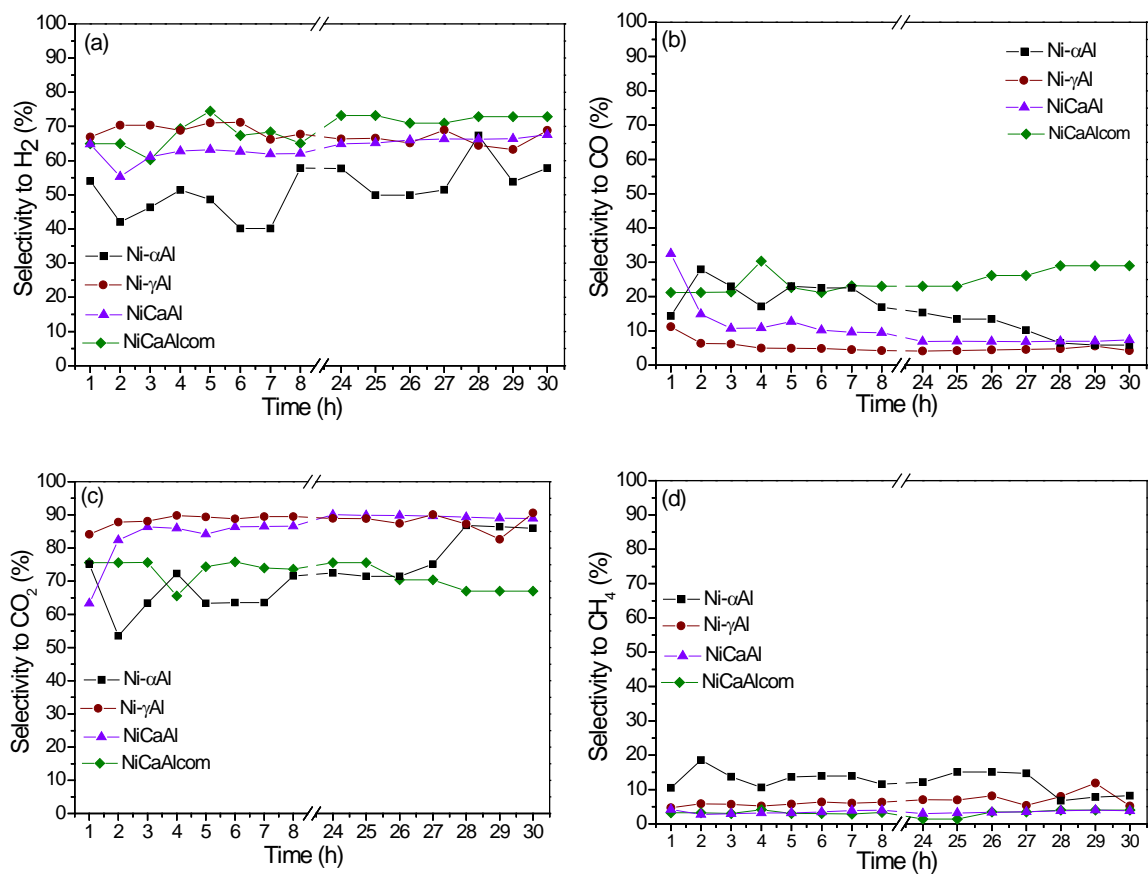 (a)
Selectivity to H2 (%)
100
90
80
70
60
50
40
30
20
10
0
Ni-αAl
Ni-γAl
NiCaAl
NiCaAlcom
1 2 3 4 5 6 7 8 24 25 26 27 28 29 30
Time (h)
(b)
Selectivity to CO (%)
100
90
80
70
60
50
40
30
20
10
0
Ni-αAl
Ni-γAl
NiCaAl
NiCaAlcom
1 2 3 4 5 6 7 8 24 25 26 27 28 29 30
Time (h)
(c)
Selectivity to CO2 (%)
100
90
80
70
60
50
40
30
20
10
0
Ni-αAl
Ni-γAl
NiCaAl
NiCaAlcom
1 2 3 4 5 6 7 8 24 25 26 27 28 29 30
Time (h)
(d)
Selectivity to CH4 (%)
100
90
80
70
60
50
40
30
20
10
0
Ni-αAl
Ni-γAl
NiCaAl
NiCaAlcom
1 2 3 4 5 6 7 8 24 25 26 27 28 29 30
Time (h)